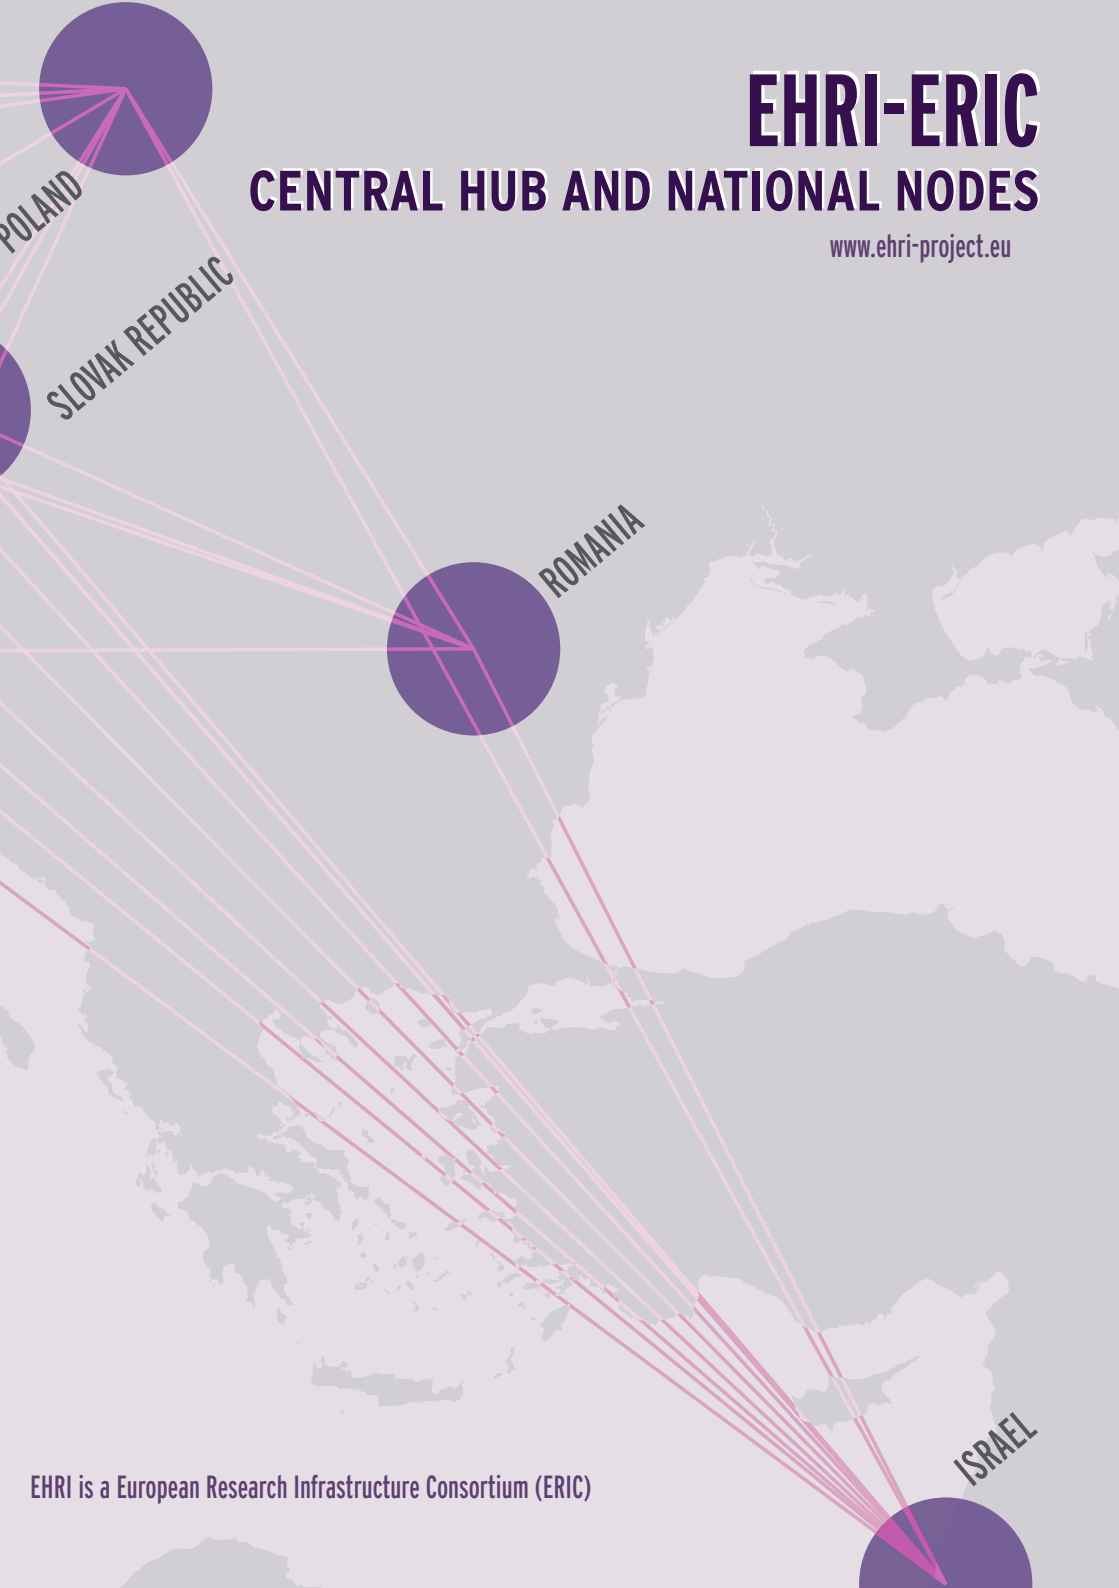 EHRI-ERIC
CENTRAL HUB AND NATIONAL NODES
www.ehri-project.eu
POLAND
SLOVAK REPUBLIC
ROMANIA
ISRAEL
EHRI is a European Research Infrastructure Consortium (ERIC)